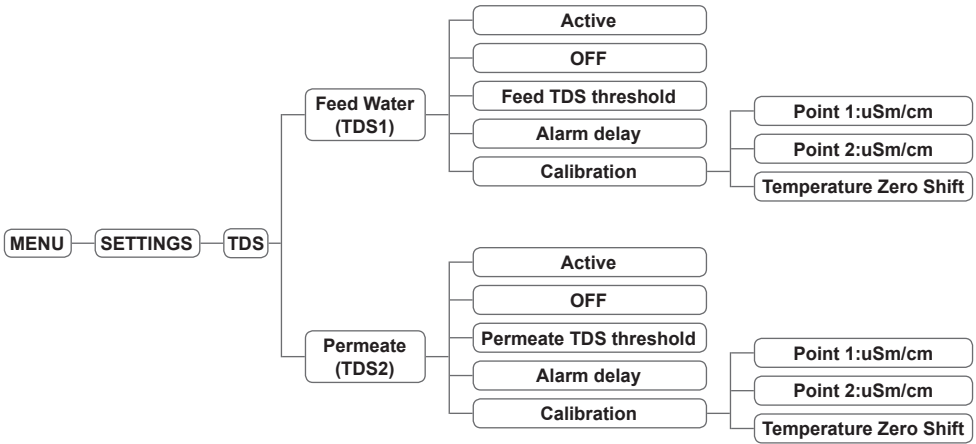 MENU
SETTINGS
TDS
Feed Water
(TDS1)
Active
OFF
Feed TDS threshold
Alarm delay
Calibration
Point 1:uSm/cm
Point 2:uSm/cm
Temperature Zero Shift
Permeate
(TDS2)
Active
OFF
Permeate TDS threshold
Alarm delay
Calibration
Point 1:uSm/cm
Point 2:uSm/cm
Temperature Zero Shift